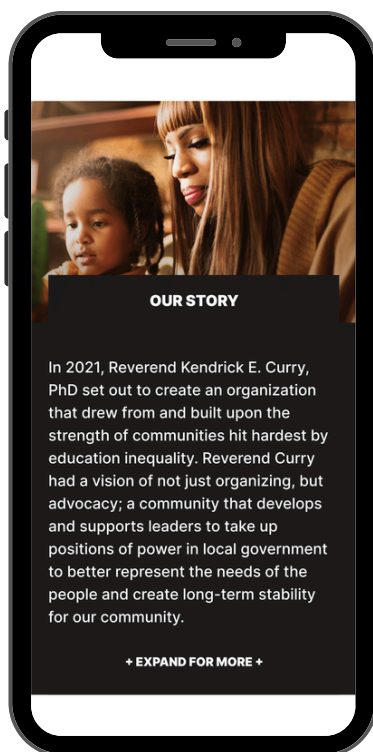 OUR STORY
In 2021, Reverend Kendrick E. Curry,
PhD set out to create an organization
that drew from and built upon the
strength of communities hit hardest by
education inequality. Reverend Curry
had a vision of not just organizing, but
advocacy; a community that develops
and supports leaders to take up
positions of power in local government
to better represent the needs of the
people and create long-term stability
for our community.
+ EXPAND FOR MORE +